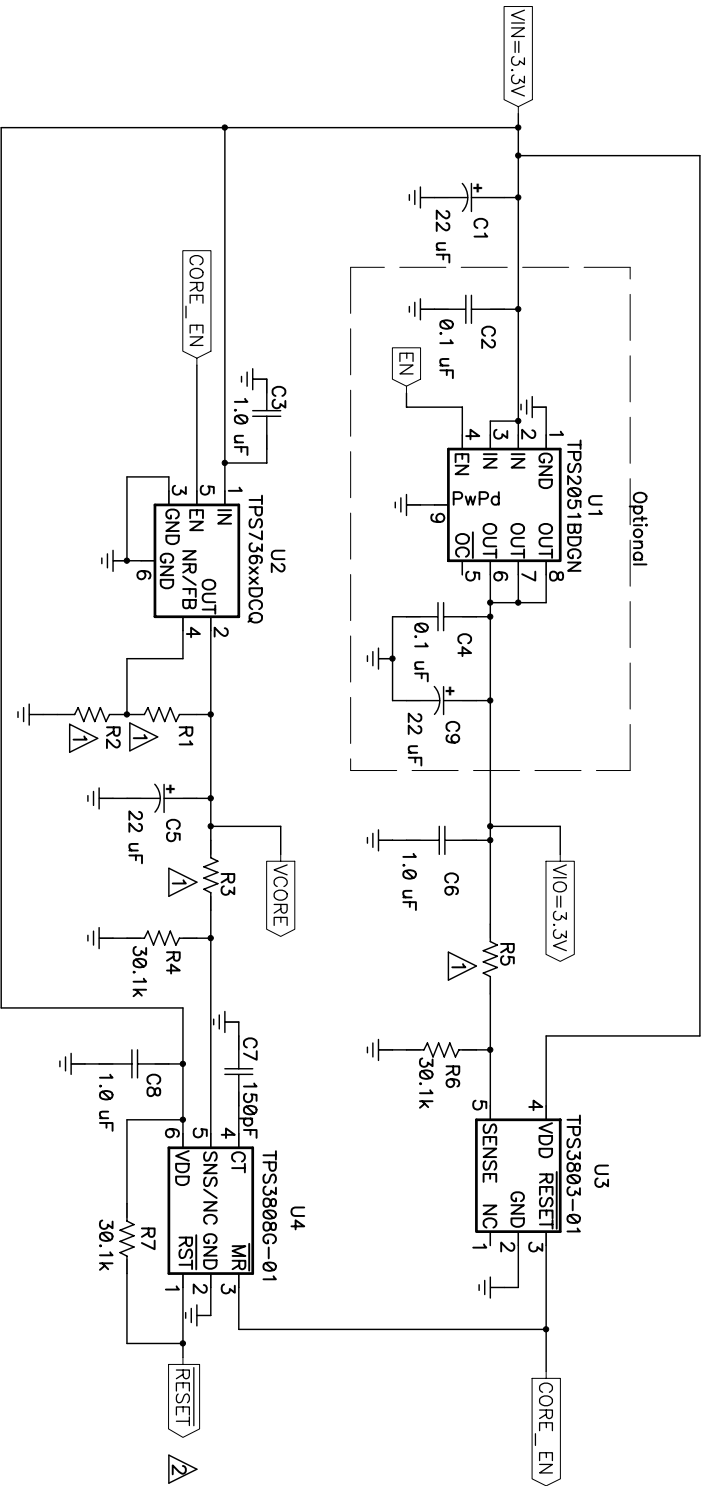 VIN=3.3V
C1
22 uF
Optional
C2
0.1 uF
EN
U1
TPS2051BDGN
1
GND
2
IN
3
IN
4
EN
PwPd
9
OUT
8
OUT
7
OUT
6
OC
5
C4
0.1 uF
C9
22 uF
VIO=3.3V
C6
1.0 uF
R5
1
R6
30.1k
U3
TPS3803-01
4
VDD
RESET
3
GND
2
5
SENSE
NC
1
CORE_EN
CORE_EN
C3
1.0 uF
U2
TPS736xxDCQ
1
IN
5
EN
3
GND
GND
6
OUT
2
NR/FB
4
R1
1
R2
1
C5
22 uF
VCORE
R3
1
R4
30.1k
C7
150pF
C8
1.0 uF
U4
TPS3808G-01
4
CT
MR
3
5
SNS/NC
GND
2
6
VDD
RST
1
R7
30.1k
RESET
2